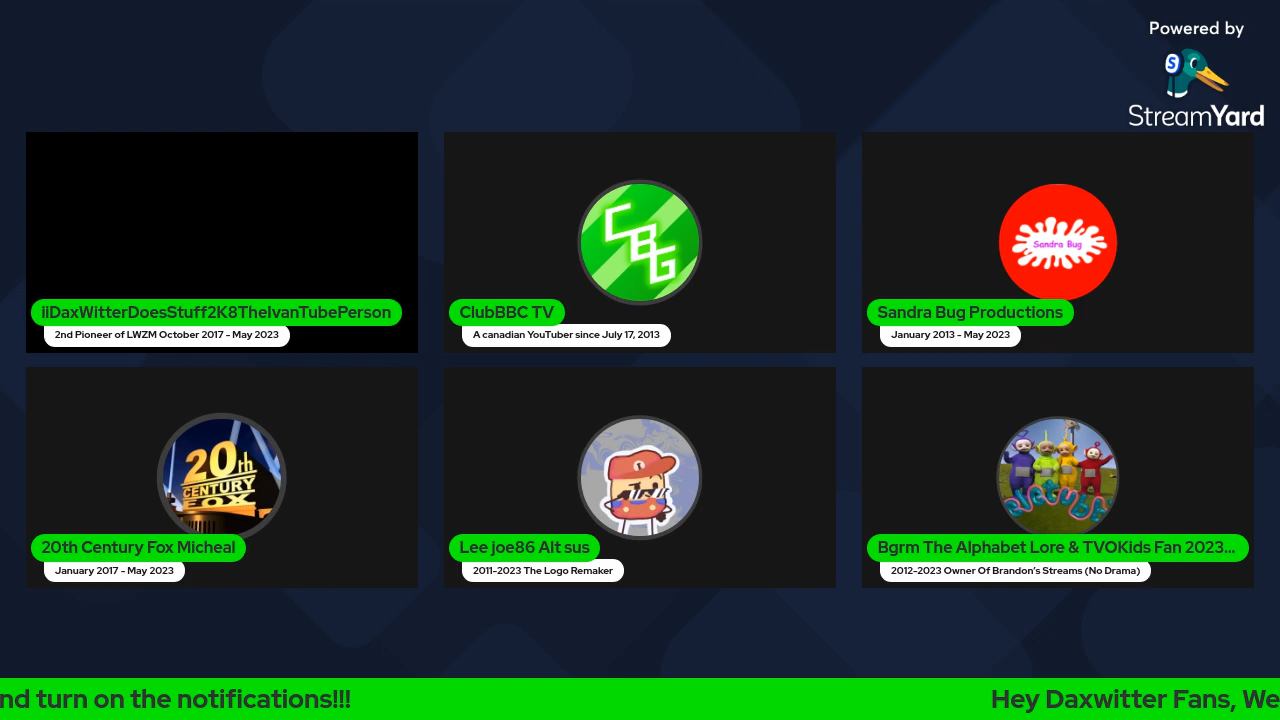 Powered by
StreamYard
S
CBG
Sandra Bug
iiDaxWitterDoesStuff2K8TheIvanTubePerson
2nd Pioneer of LWZM October 2017 - May 2023
ClubBBC TV
A canadian YouTuber since July 17, 2013
Sandra Bug Productions
January 2013 - May 2023
20th
CENTURY
FOX
20th Century Fox Micheal
January 2017 - May 2023
Lee joe86 Alt sus
2011-2023 The Logo Remaker
Bgrm The Alphabet Lore & TVOKids Fan 2023...
2012-2023 Owner Of Brandon's Streams (No Drama)
nd turn on the notifications!!!
Hey Daxwitter Fans, We